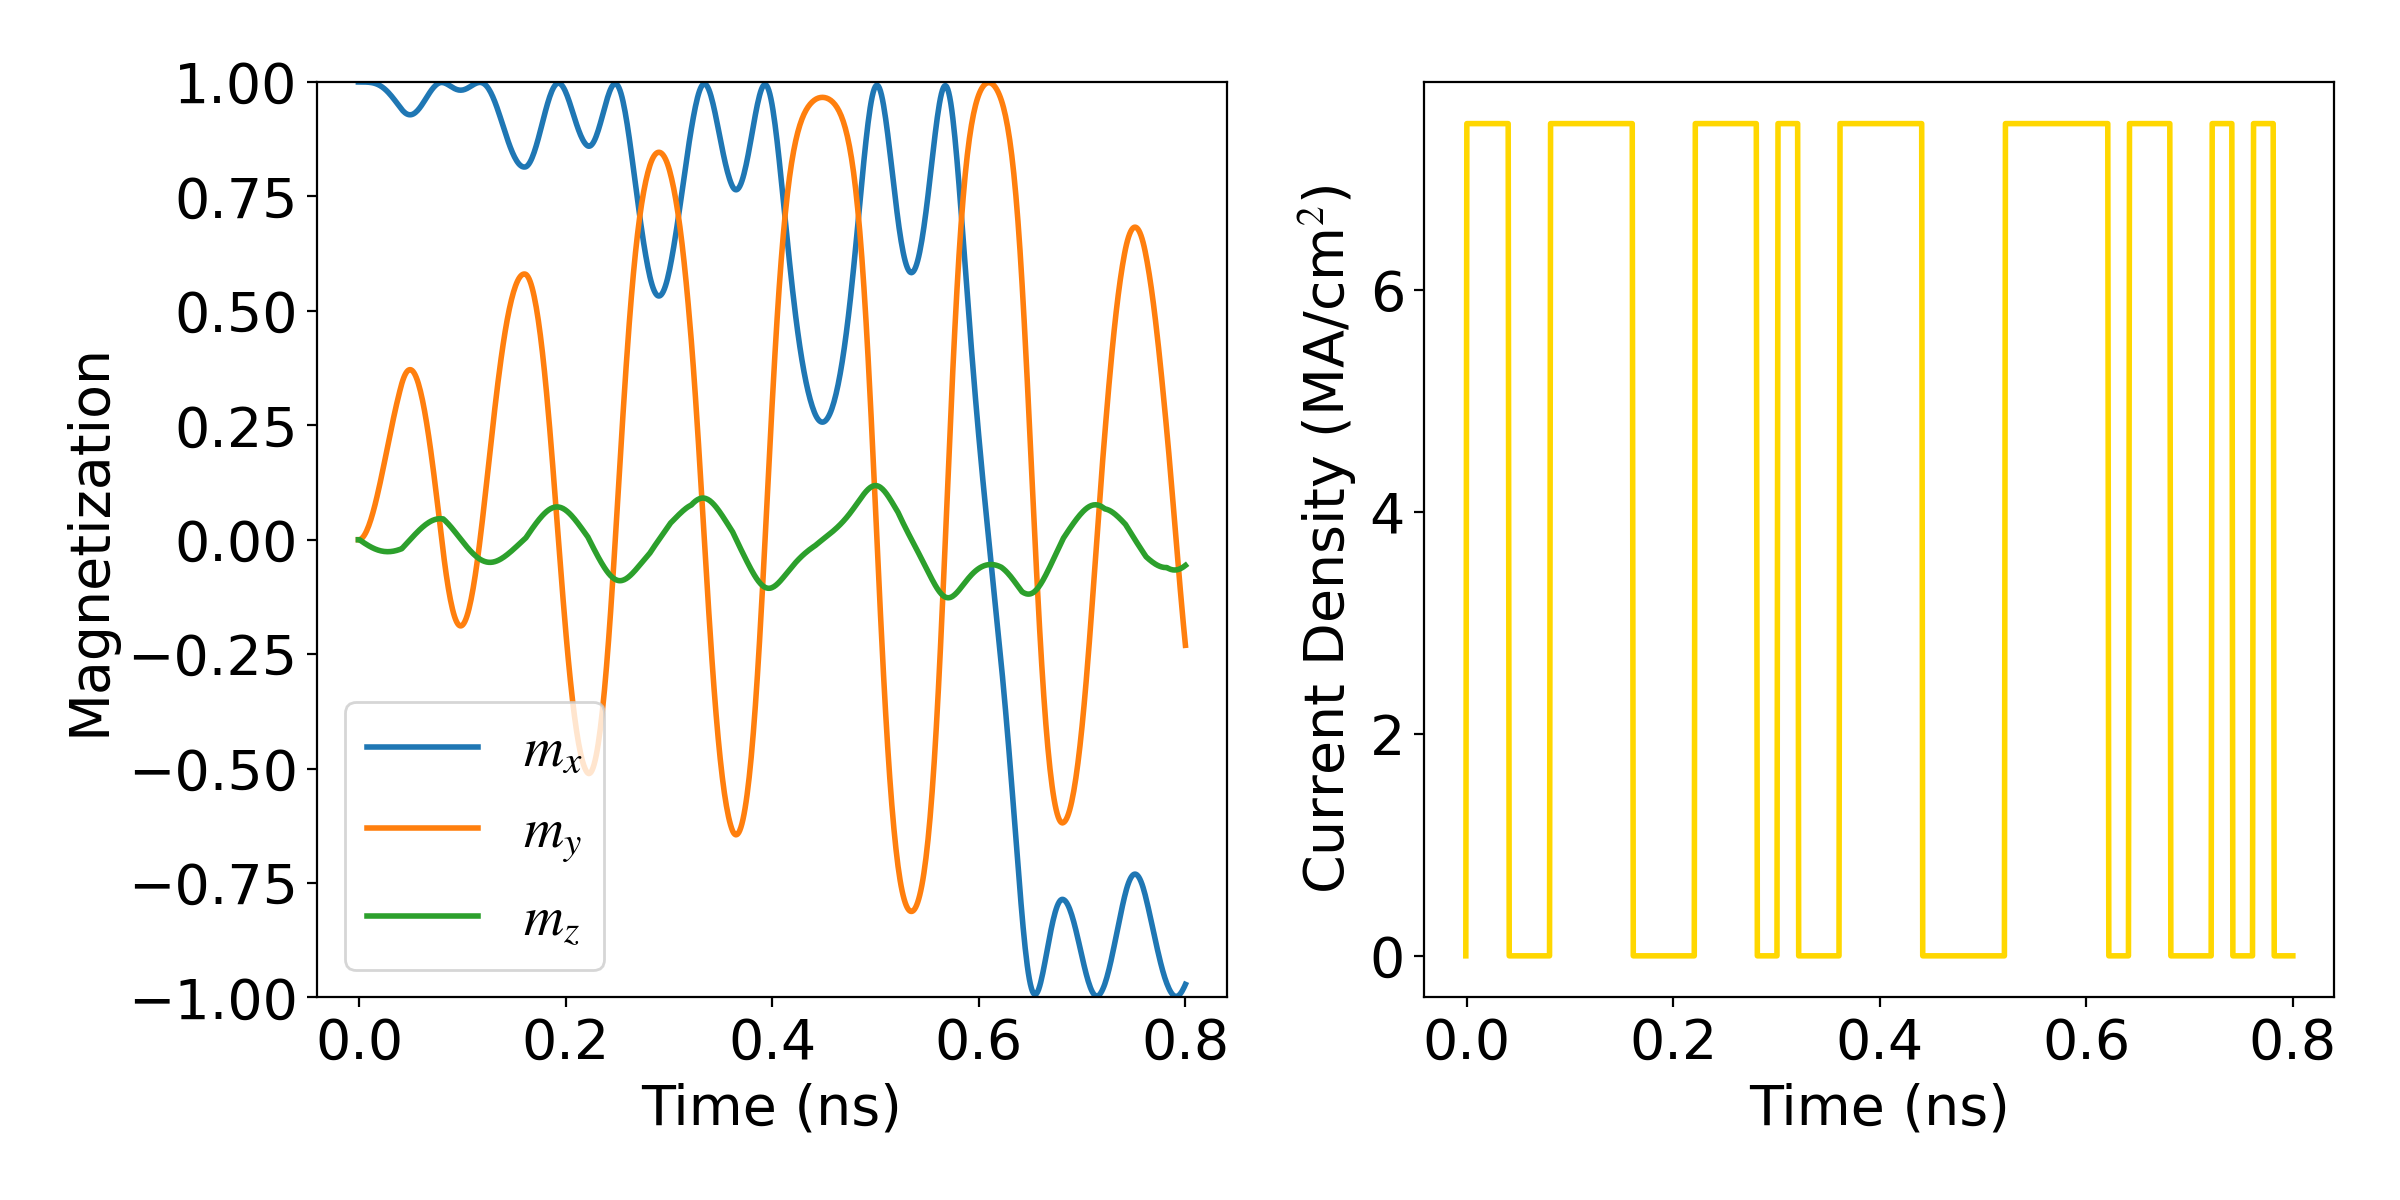 Magnetization
1.00
0.75
0.50
0.25
0.00
−0.25
−0.50
−0.75
−1.00
m_x
m_y
m_z
0.0 0.2 0.4 0.6 0.8
Time (ns)
Current Density (MA/cm²)
6
4
2
0
0.0 0.2 0.4 0.6 0.8
Time (ns)